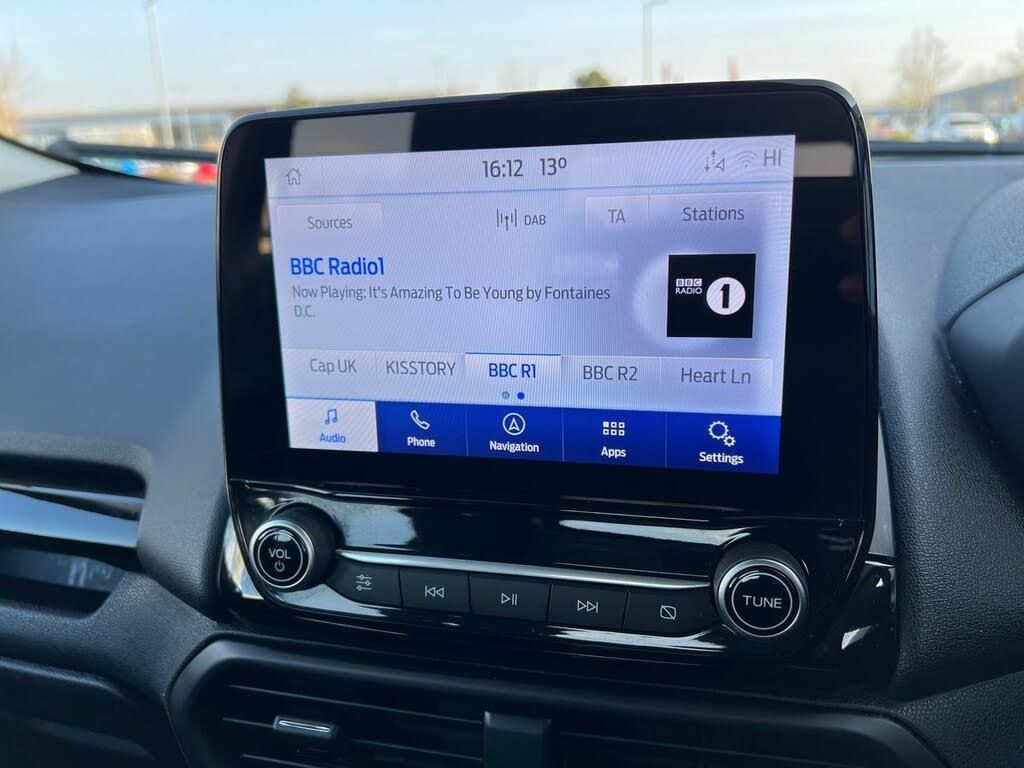 16:12 13°
HI
Sources
DAB
TA
Stations
BBC Radio1
Now Playing: It's Amazing To Be Young by Fontaines
D.C.
BBC
RADIO
1
Cap UK
KISSTORY
BBC R1
BBC R2
Heart Ln
Audio
Phone
Navigation
Apps
Settings
VOL
TUNE